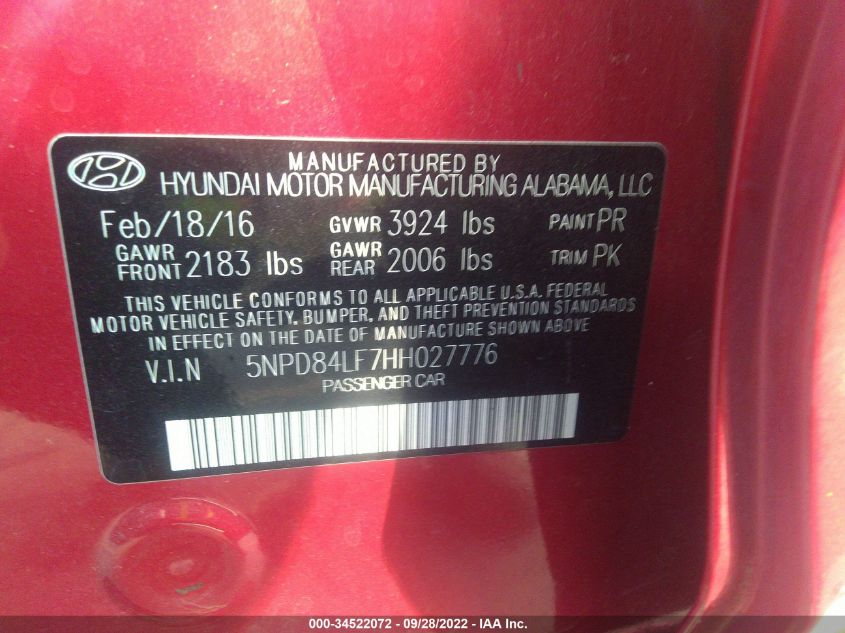 MANUFACTURED BY
HYUNDAI MOTOR MANUFACTURING ALABAMA, LLC
Feb/18/16 GVWR 3924 lbs PAINT PR
GAWR FRONT 2183 lbs GAWR REAR 2006 lbs TRIM PK
THIS VEHICLE CONFORMS TO ALL APPLICABLE U.S.A. FEDERAL
MOTOR VEHICLE SAFETY, BUMPER, AND THEFT PREVENTION STANDARDS
IN EFFECT ON THE DATE OF MANUFACTURE SHOWN ABOVE
V.I.N 5NPD84LF7HH027776
PASSENGER CAR
000-34522072 - 09/28/2022 - IAA Inc.